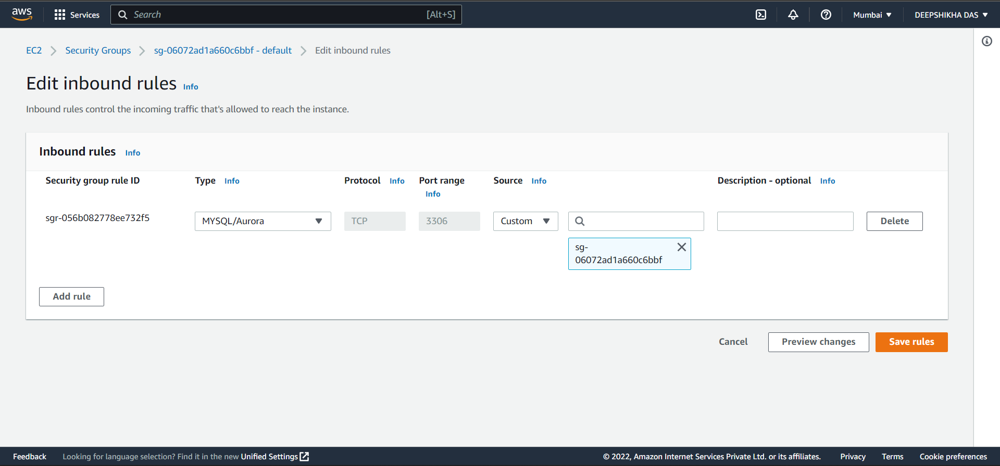 aws Services Search [Alt+S] Mumbai DEEPSHIKHA DAS
EC2 Security Groups sg-06072ad1a660c6bbf - default Edit inbound rules
Edit inbound rules Info
Inbound rules control the incoming traffic that's allowed to reach the instance.
Inbound rules Info
Security group rule ID Type Info Protocol Info Port range Source Info Description - optional Info
Info
sgr-056b082778ee732f5 MYSQL/Aurora TCP 3306 Custom Delete
sg-
06072ad1a660c6bbf
Add rule
Cancel Preview changes Save rules
Feedback Looking for language selection? Find it in the new Unified Settings © 2022, Amazon Internet Services Private Ltd. or its affiliates. Privacy Terms Cookie preferences